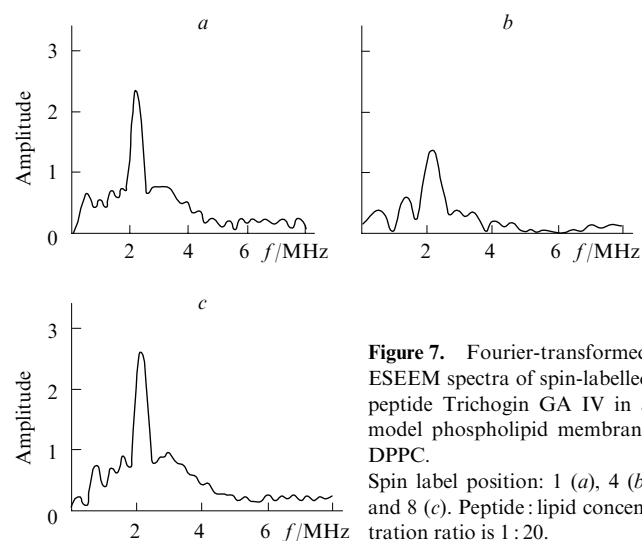 a
3
2
1
0
Amplitude
2 4 6 f/MHz
b
2 4 6 f/MHz
c
3
2
1
0
Amplitude
2 4 6 f/MHz
Figure 7. Fourier-transformed
ESEEM spectra of spin-labelled
peptide Trichogin GA IV in
model phospholipid membran
DPPC.
Spin label position: 1 (a), 4 (b
and 8 (c). Peptide : lipid concen
tration ratio is 1 : 20.